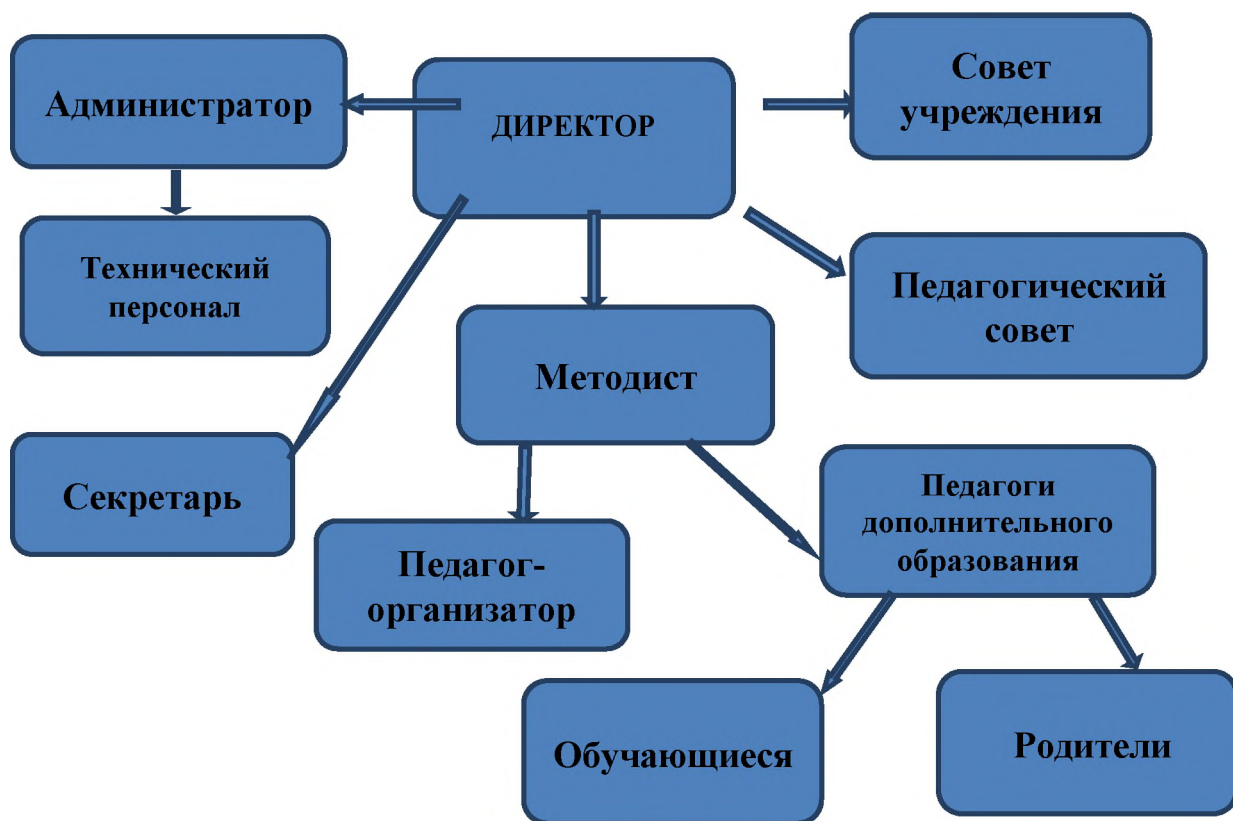 Администратор
ДИРЕКТОР
Совет
учреждения
Технический
персонал
Педагогический
совет
Методист
Секретарь
Педагог-
организатор
Педагоги
дополнительного
образования
Обучающиеся
Родители